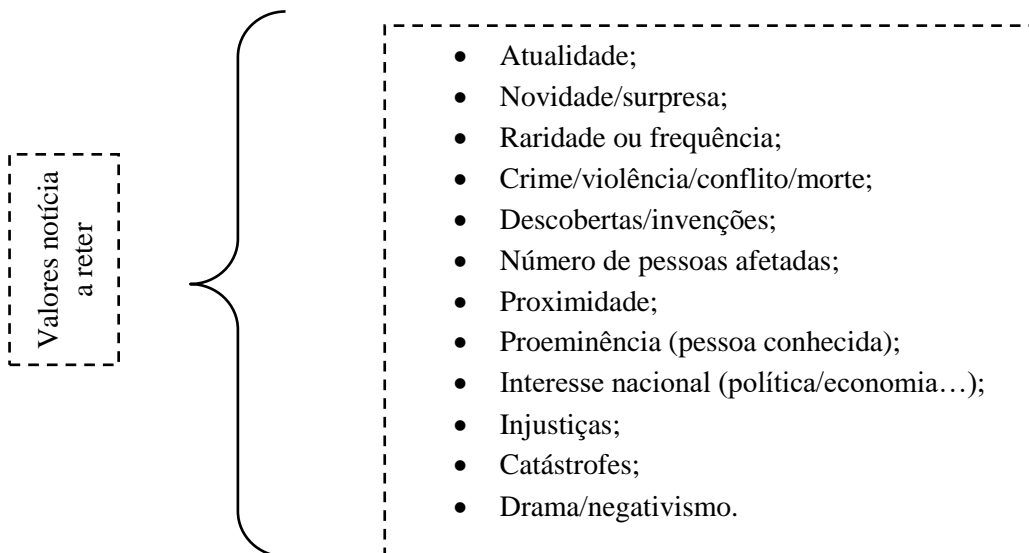 Valores notícia
a reter
• Atualidade;
• Novidade/surpresa;
• Raridade ou frequência;
• Crime/violência/conflito/morte;
• Descobertas/invenções;
• Número de pessoas afetadas;
• Proximidade;
• Proeminência (pessoa conhecida);
• Interesse nacional (política/economia…);
• Injustiças;
• Catástrofes;
• Drama/negativismo.